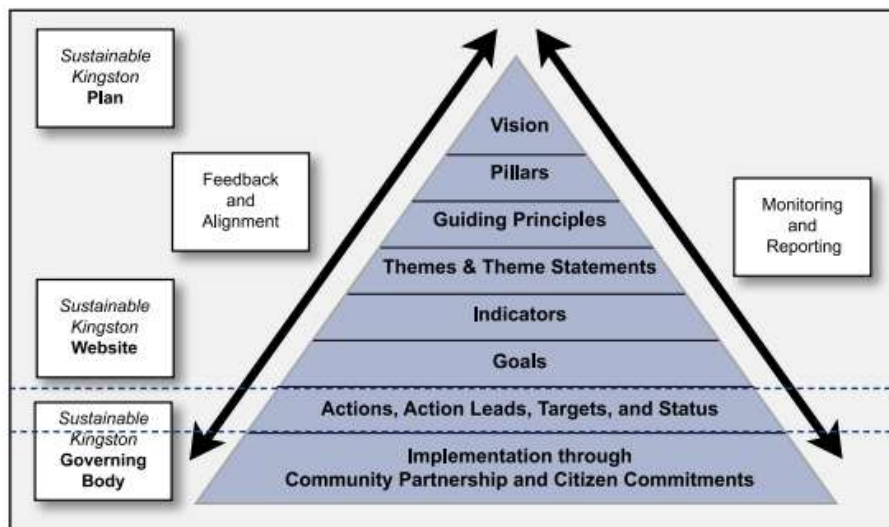 Sustainable
Kingston
Plan
Feedback
and
Alignment
Vision
Pillars
Guiding Principles
Themes & Theme Statements
Indicators
Goals
Actions, Action Leads, Targets, and Status
Implementation through
Community Partnership and Citizen Commitments
Monitoring
and
Reporting
Sustainable
Kingston
Website
Sustainable
Kingston
Governing
Body